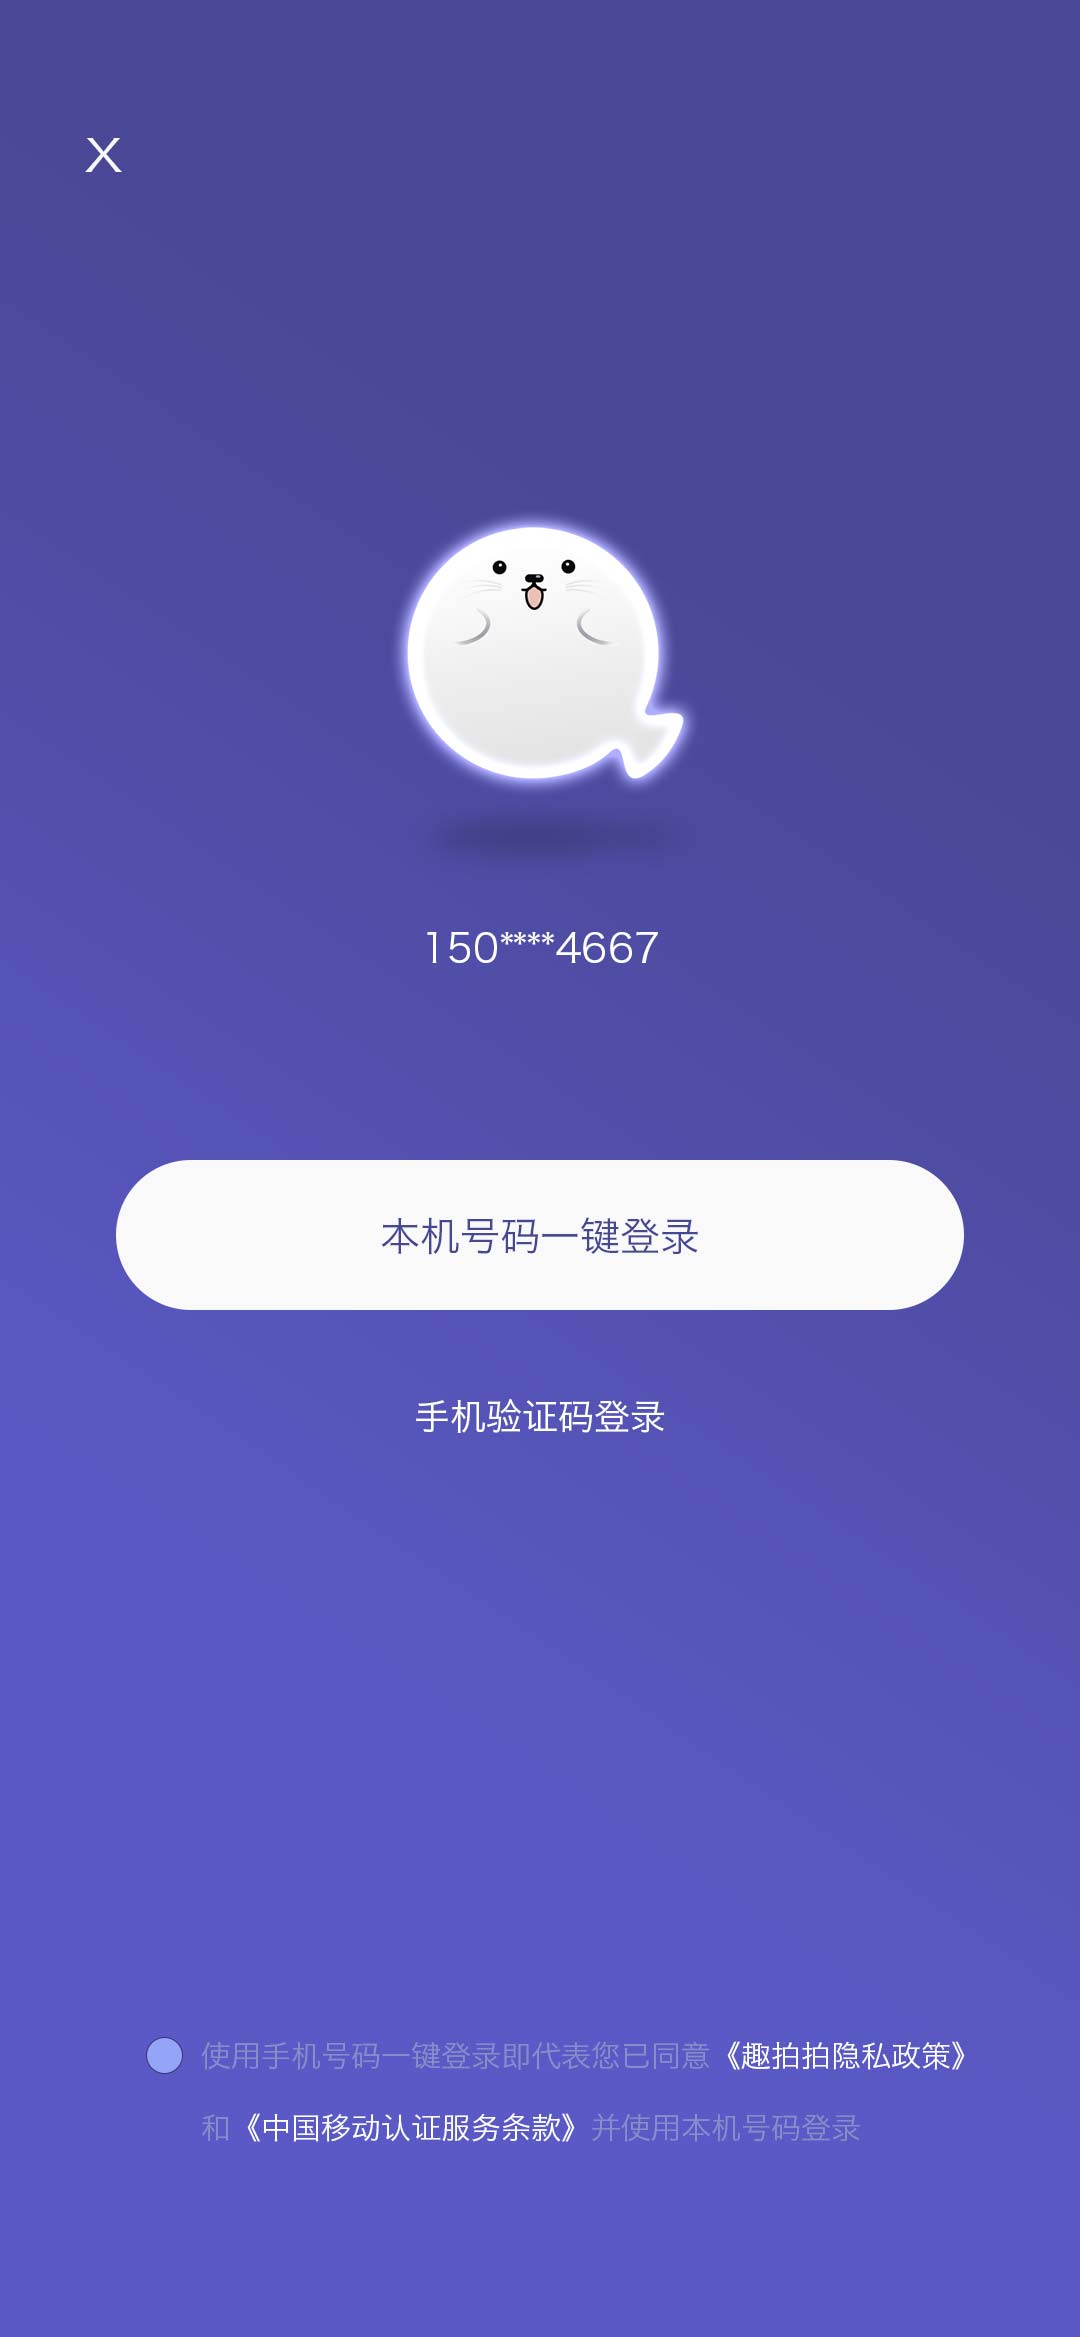 X
150****4667
本机号码一键登录
手机验证码登录
使用手机号码一键登录即代表您已同意《趣拍拍隐私政策》
和《中国移动认证服务条款》并使用本机号码登录